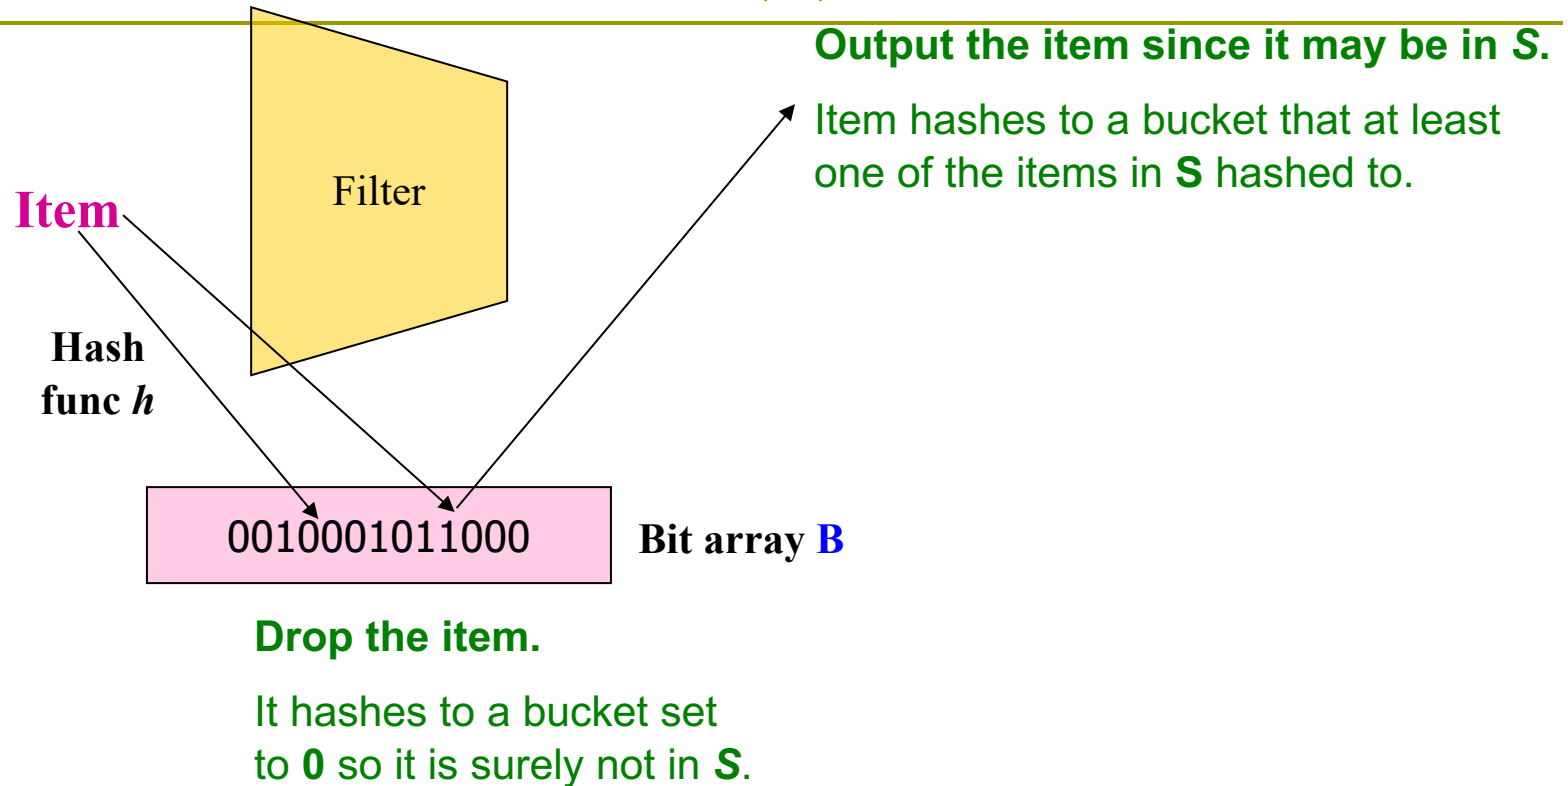 Output the item since it may be in S.
Item hashes to a bucket that at least
one of the items in S hashed to.
Filter
Item
Hash
func h
0010001011000
Bit array B
Drop the item.
It hashes to a bucket set
to 0 so it is surely not in S.